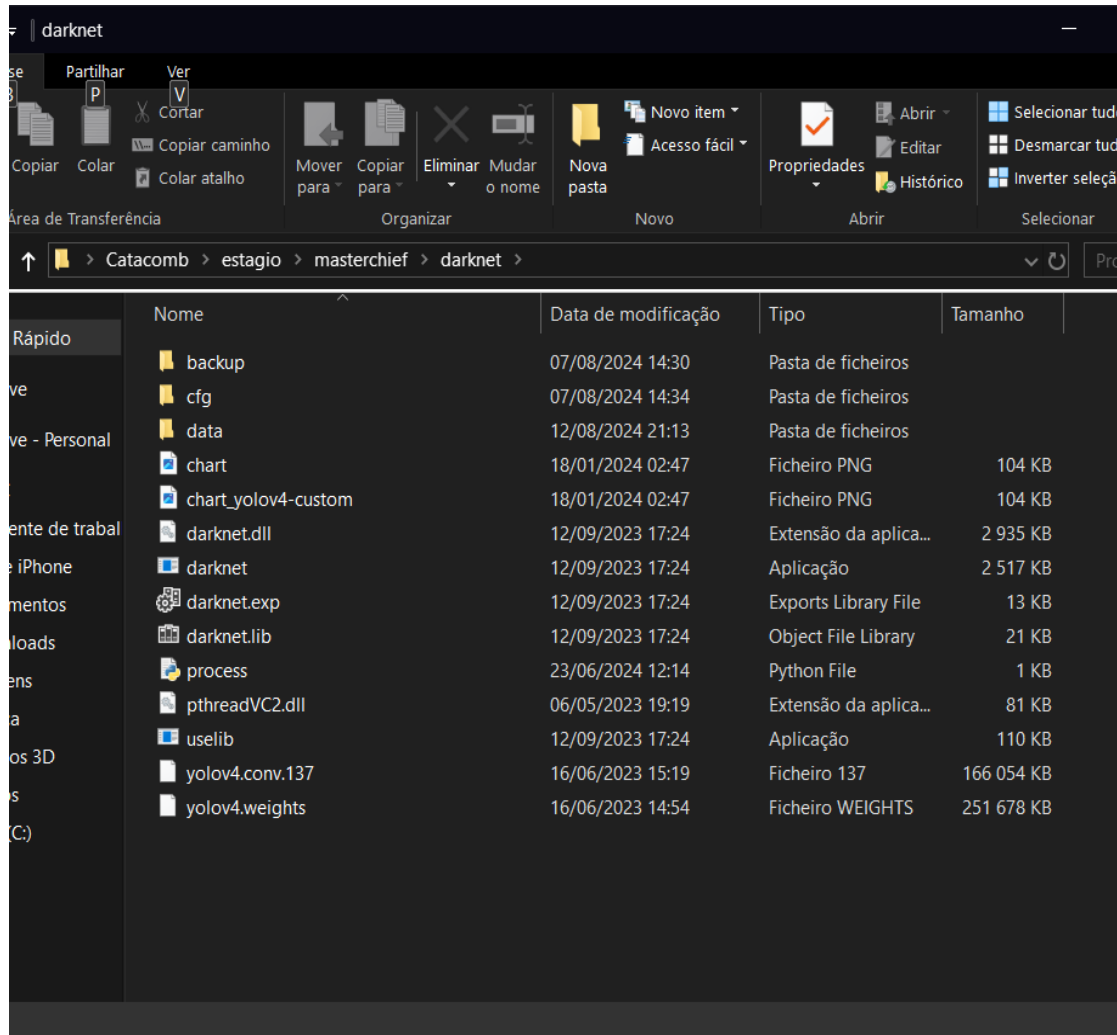 darknet
se Partilhar Ver
P V
Copiar Colar
Cortar
Copiar caminho
Colar atalho
Área de Transferência
Mover para
Copiar para
Eliminar
Mudar o nome
Organizar
Nova pasta
Novo item
Acesso fácil
Novo
Propriedades
Abrir
Editar
Histórico
Abrir
Selecionar tud
Desmarcar tud
Inverter seleçã
Selecionar
Catacomb > estagio > masterchief > darknet >
Pro
Rápido
ve
ve - Personal
ente de trabal
e iPhone
mentos
nloads
ens
ca
os 3D
os
(C:)
Nome Data de modificação Tipo Tamanho
backup 07/08/2024 14:30 Pasta de ficheiros
cfg 07/08/2024 14:34 Pasta de ficheiros
data 12/08/2024 21:13 Pasta de ficheiros
chart 18/01/2024 02:47 Ficheiro PNG 104 KB
chart_yolov4-custom 18/01/2024 02:47 Ficheiro PNG 104 KB
darknet.dll 12/09/2023 17:24 Extensão da aplica... 2 935 KB
darknet 12/09/2023 17:24 Aplicação 2 517 KB
darknet.exp 12/09/2023 17:24 Exports Library File 13 KB
darknet.lib 12/09/2023 17:24 Object File Library 21 KB
process 23/06/2024 12:14 Python File 1 KB
pthreadVC2.dll 06/05/2023 19:19 Extensão da aplica... 81 KB
uselib 12/09/2023 17:24 Aplicação 110 KB
yolov4.conv.137 16/06/2023 15:19 Ficheiro 137 166 054 KB
yolov4.weights 16/06/2023 14:54 Ficheiro WEIGHTS 251 678 KB